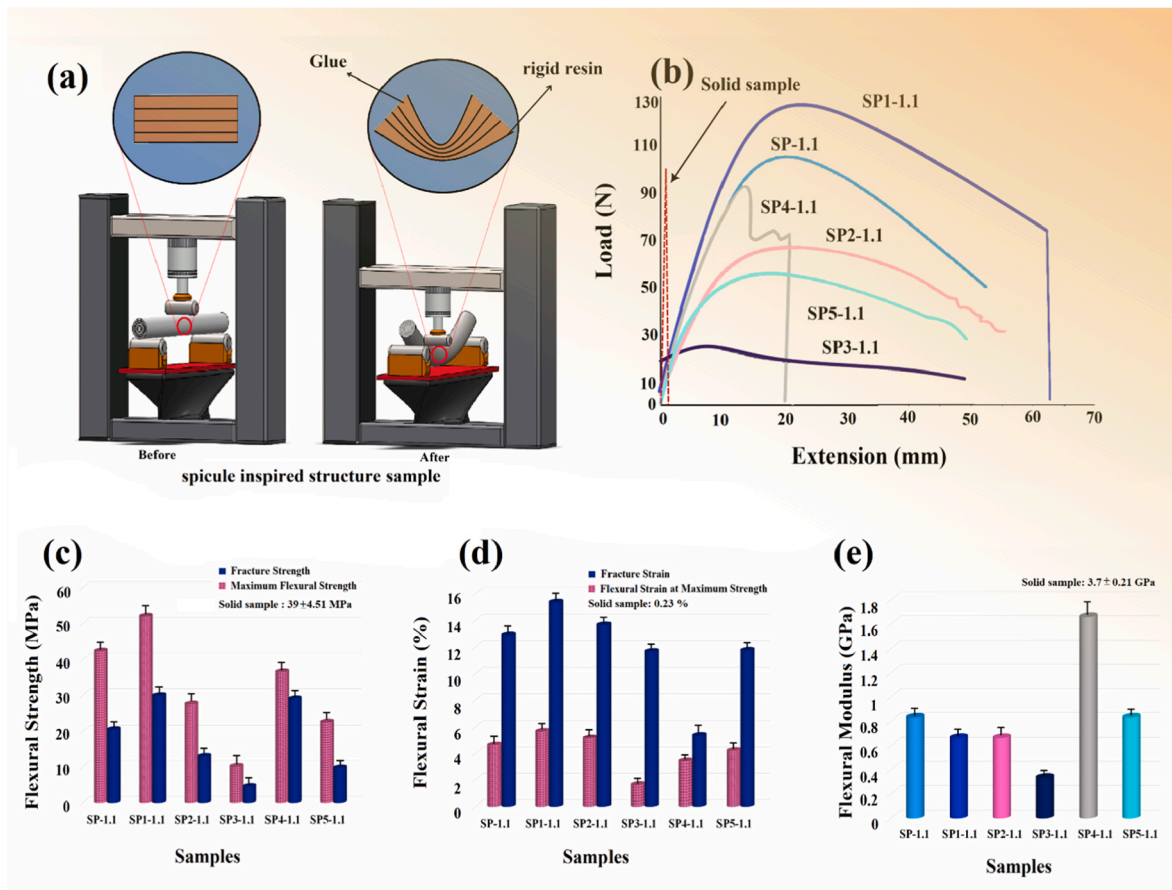 (a)
Glue
rigid resin
Before
After
spicule inspired structure sample
(b)
Solid sample
SP1-1.1
SP-1.1
SP4-1.1
SP2-1.1
SP5-1.1
SP3-1.1
Load (N)
130
110
90
70
50
30
10
0
0 10 20 30 40 50 60 70
Extension (mm)
(c)
Fracture Strength
Maximum Flexural Strength
Solid sample : 39±4.51 MPa
Flexural Strength (MPa)
60
50
40
30
20
10
0
SP-1.1 SP1-1.1 SP2-1.1 SP3-1.1 SP4-1.1 SP5-1.1
Samples
(d)
Fracture Strain
Flexural Strain at Maximum Strength
Solid sample: 0.23 %
Flexural Strain (%)
16
14
12
10
8
6
4
2
0
SP-1.1 SP1-1.1 SP2-1.1 SP3-1.1 SP4-1.1 SP5-1.1
Samples
(e)
Solid sample: 3.7± 0.21 GPa
Flexural Modulus (GPa)
1.8
1.6
1.4
1.2
1
0.8
0.6
0.4
0.2
0
SP-1.1 SP1-1.1 SP2-1.1 SP3-1.1 SP4-1.1 SP5-1.1
Samples